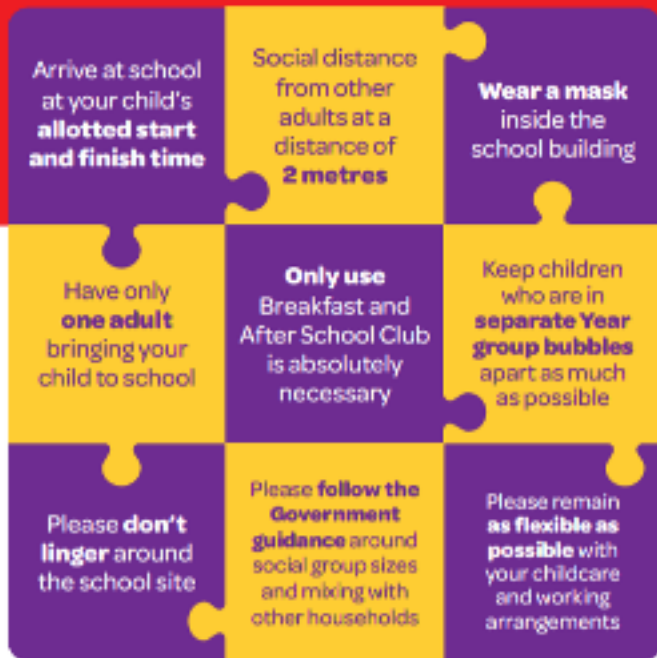 Arrive at school
at your child's
allotted start
and finish time
Social distance
from other
adults at a
distance of
2 metres
Wear a mask
inside the
school building
Have only
one adult
bringing your
child to school
Only use
Breakfast and
After School Club
is absolutely
necessary
Keep children
who are in
separate Year
group bubbles
apart as much
as possible
Please don't
linger around
the school site
Please follow the
Government
guidance around
social group sizes
and mixing with
other households
Please remain
as flexible as
possible with
your childcare
and working
arrangements